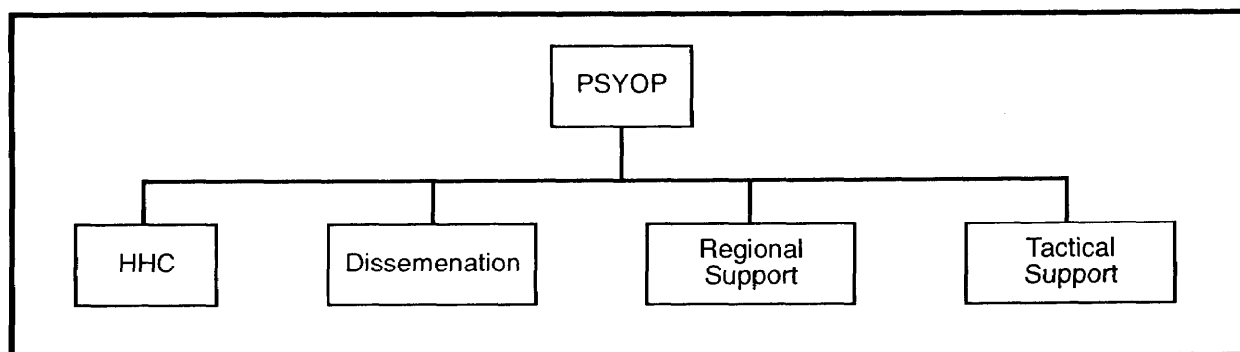 PSYOP
HHC
Dissemenation
Regional
Support
Tactical
Support